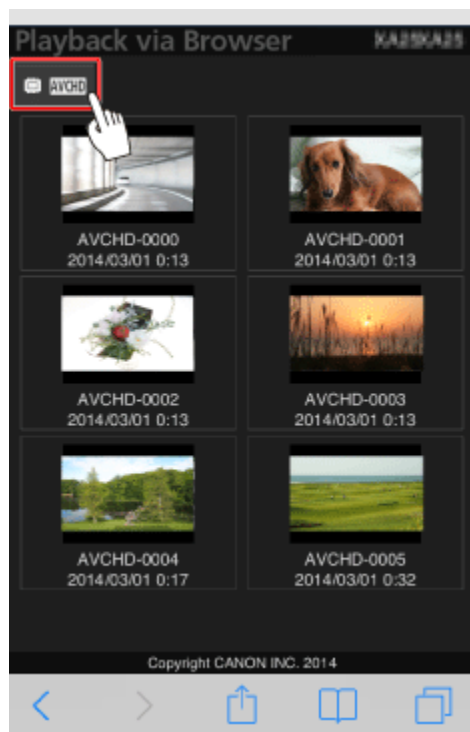 Playback via Browser
AVCHD
AVCHD-0000
2014/03/01 0:13
AVCHD-0001
2014/03/01 0:13
AVCHD-0002
2014/03/01 0:13
AVCHD-0003
2014/03/01 0:13
AVCHD-0004
2014/03/01 0:17
AVCHD-0005
2014/03/01 0:32
Copyright CANON INC. 2014